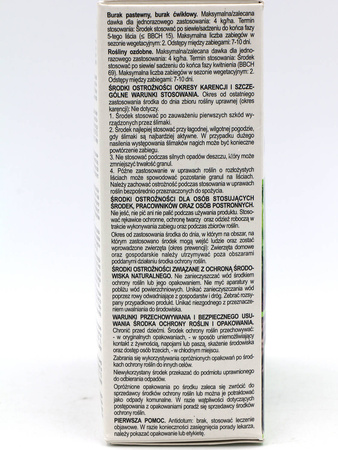 Burak pastewny, burak ćwikłowy. Maksymalna/zalecana
dawka dla jednorazowego zastosowania: 4 kg/ha. Termin
stosowania: Środek stosować po siewie/sadzeniu do końca fazy
5-tego liścia (≤ BBCH 15). Maksymalna liczba zabiegów w
sezonie wegetacyjnym: 2. Odstępy między zabiegami: 7-10 dni.
Rośliny ozdobne. Maksymalna/zalecana dawka dla jedno-
razowego zastosowania: 4 kg/ha. Termin stosowania: Środek
stosować po siewie/ sadzeniu do końca fazy kwitnienia (BBCH
69). Maksymalna liczba zabiegów w sezonie wegetacyjnym: 2.
Odstępy między zabiegami: 7-10 dni.
ŚRODKI OSTROŻNOŚCI OKRESY KARENCJI I SZCZE-
GÓLNE WARUNKI STOSOWANIA. Okres od ostatniego
zastosowania środka do dnia zbioru rośliny uprawnej (okres
karencji): Nie dotyczy.
1. Środek stosować po zauważeniu pierwszych szkód wy-
rządzonych przez ślimaki.
2. Środek najlepiej stosować przy łagodnej, wilgotnej pogodzie,
gdy ślimaki są najbardziej aktywne. W przypadku dużego
nasilenia występowania ślimaków nagich może być konieczne
powtórzenie zabiegu.
3. Nie stosować podczas silnych opadów deszczu, który może
zmniejszyć trwałość granul.
4. Późne zastosowanie w uprawach roślin o rozłożystych
liściach może spowodować pozostanie granul na liściach.
Należy zachować ostrożność podczas stosowania w uprawach
roślin bezpośrednio przeznaczonych do spożycia.
ŚRODKI OSTROŻNOŚCI DLA OSÓB STOSUJĄCYCH
ŚRODEK, PRACOWNIKÓW ORAZ OSÓB POSTRONNYCH.
Nie jeść, nie pić ani nie palić podczas używania produktu. Stoso-
wać rękawice ochronne, ochronę twarzy oraz odzież roboczą w
trakcie wykonywania zabiegu oraz podczas zbiorów roślin.
Okres od zastosowania środka do dnia, w którym na obszar, na
którym zastosowano środek mogą wejść ludzie oraz zostać
wprowadzone zwierzęta (okres prewencji): Zwierzęta domowe
oraz gospodarskie należy utrzymywać poza obszarami
poddanymi działaniu środka ochrony roślin.
ŚRODKI OSTROŻNOŚCI ZWIĄZANE Z OCHRONĄ ŚRODO-
WISKA NATURALNEGO. Nie zanieczyszczać wód środkiem
ochrony roślin lub jego opakowaniem. Nie myć aparatury w
pobliżu wód powierzchniowych. Unikać zanieczyszczania wód
poprzez rowy odwadniające z gospodarstw i dróg. Zebrać rozsy-
pany przypadkowo produkt. Unikać niezgodnego z przeznacze-
niem uwalniania do środowiska.
WARUNKI PRZECHOWYWANIA I BEZPIECZNEGO USU-
WANIA ŚRODKA OCHRONY ROŚLIN I OPAKOWANIA.
Chronić przed dziećmi. Środek ochrony roślin przechowywać:
- w oryginalnych opakowaniach, - w sposób uniemożliwiający
kontakt z żywnością, napojami lub paszą, skażenie środowiska
oraz dostęp osób trzecich, - w chłodnym miejscu.
Zabrania się wykorzystywania opróżnionych opakowań po środ-
kach ochrony roślin do innych celów.
Niewykorzystany środek przekazać do podmiotu uprawnionego
do odbierania odpadów.
Opróżnione opakowania po środku zaleca się zwrócić do
sprzedawcy środków ochrony roślin lub można je potraktować
jako odpady komunalne. W razie wątpliwości dotyczących
postępowania z opakowaniami poradź się sprzedawcy środków
ochrony roślin.
PIERWSZA POMOC. Antidotum: brak, stosować leczenie
objawowe. W razie konieczności zasięgnięcia porady lekarza,
należy pokazać opakowanie lub etykietę.